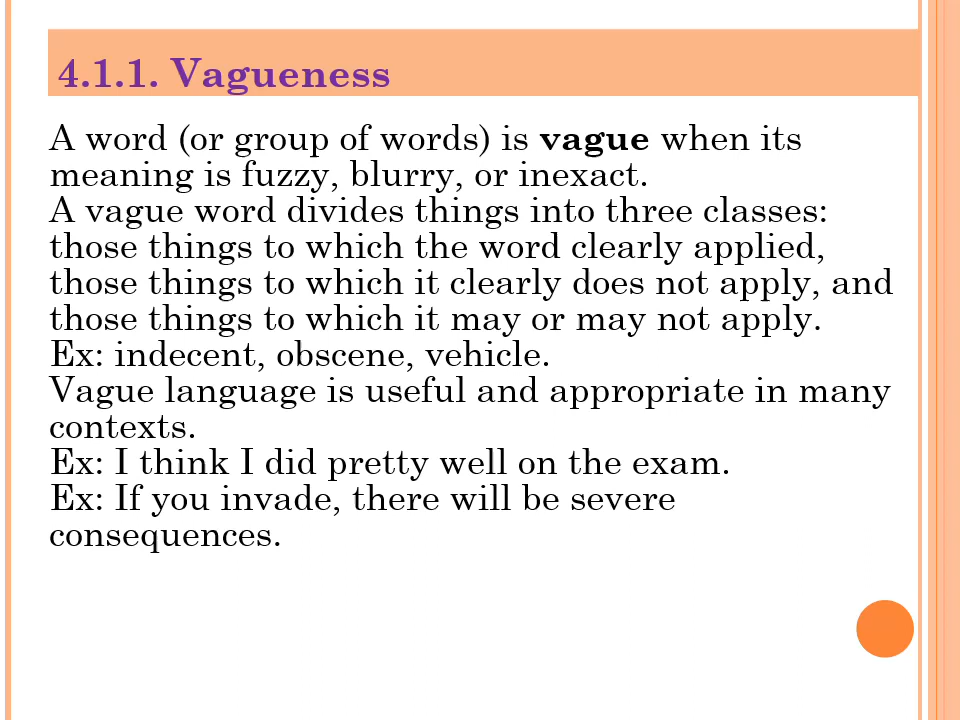 4.1.1. Vagueness
A word (or group of words) is vague when its
meaning is fuzzy, blurry, or inexact.
A vague word divides things into three classes:
those things to which the word clearly applied,
those things to which it clearly does not apply, and
those things to which it may or may not apply.
Ex: indecent, obscene, vehicle.
Vague language is useful and appropriate in many
contexts.
Ex: I think I did pretty well on the exam.
Ex: If you invade, there will be severe
consequences.